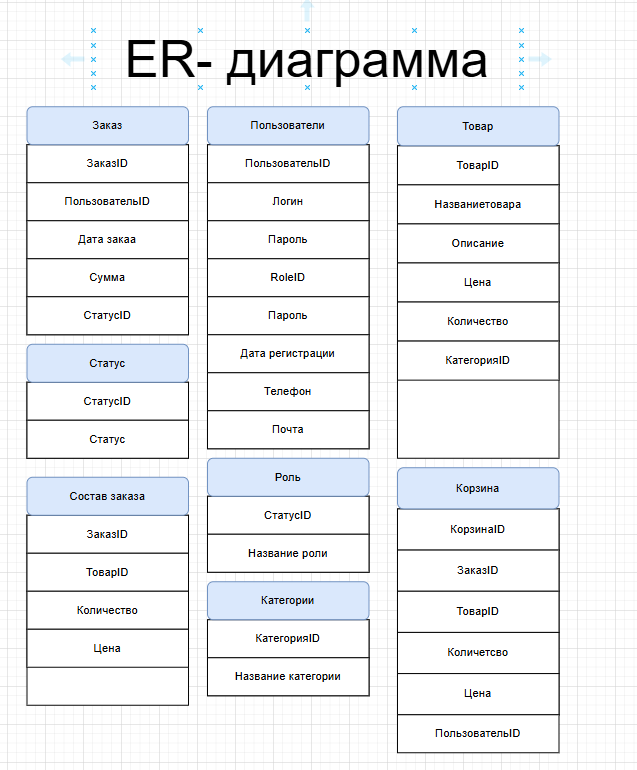 ER- диаграмма
Заказ
ЗаказID
ПользовательID
Дата закаа
Сумма
СтатусID
Статус
СтатусID
Статус
Состав заказа
ЗаказID
ТоварID
Количество
Цена
Пользователи
ПользовательID
Логин
Пароль
RoleID
Пароль
Дата регистрации
Телефон
Почта
Роль
СтатусID
Название роли
Категории
КатегорияID
Название категории
Товар
ТоварID
Названиетовара
Описание
Цена
Количество
КатегорияID
Корзина
КорзинаID
ЗаказID
ТоварID
Количетсво
Цена
ПользовательID